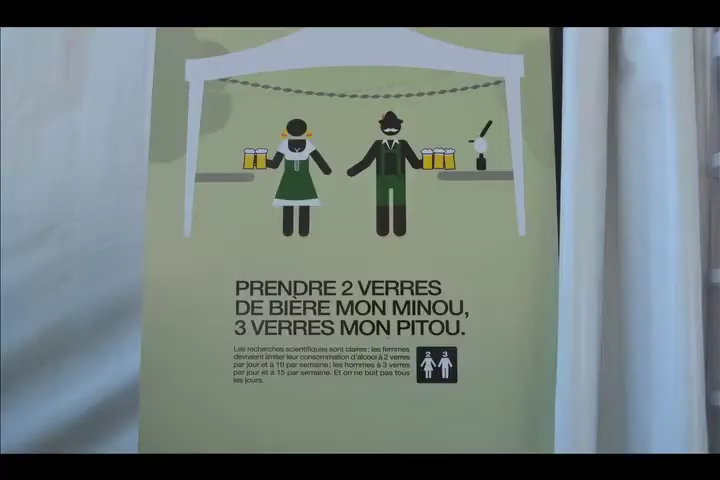 PRENDRE 2 VERRES
DE BIÈRE MON MINOU,
3 VERRES MON PITOU.
Les recherches scientifiques sont claires : les femmes
devraient limiter leur consommation d'alcool à 2 verres
par jour et à 10 par semaine ; les hommes à 3 verres
par jour et à 15 par semaine. Et on ne boit pas tous
les jours.
2 3